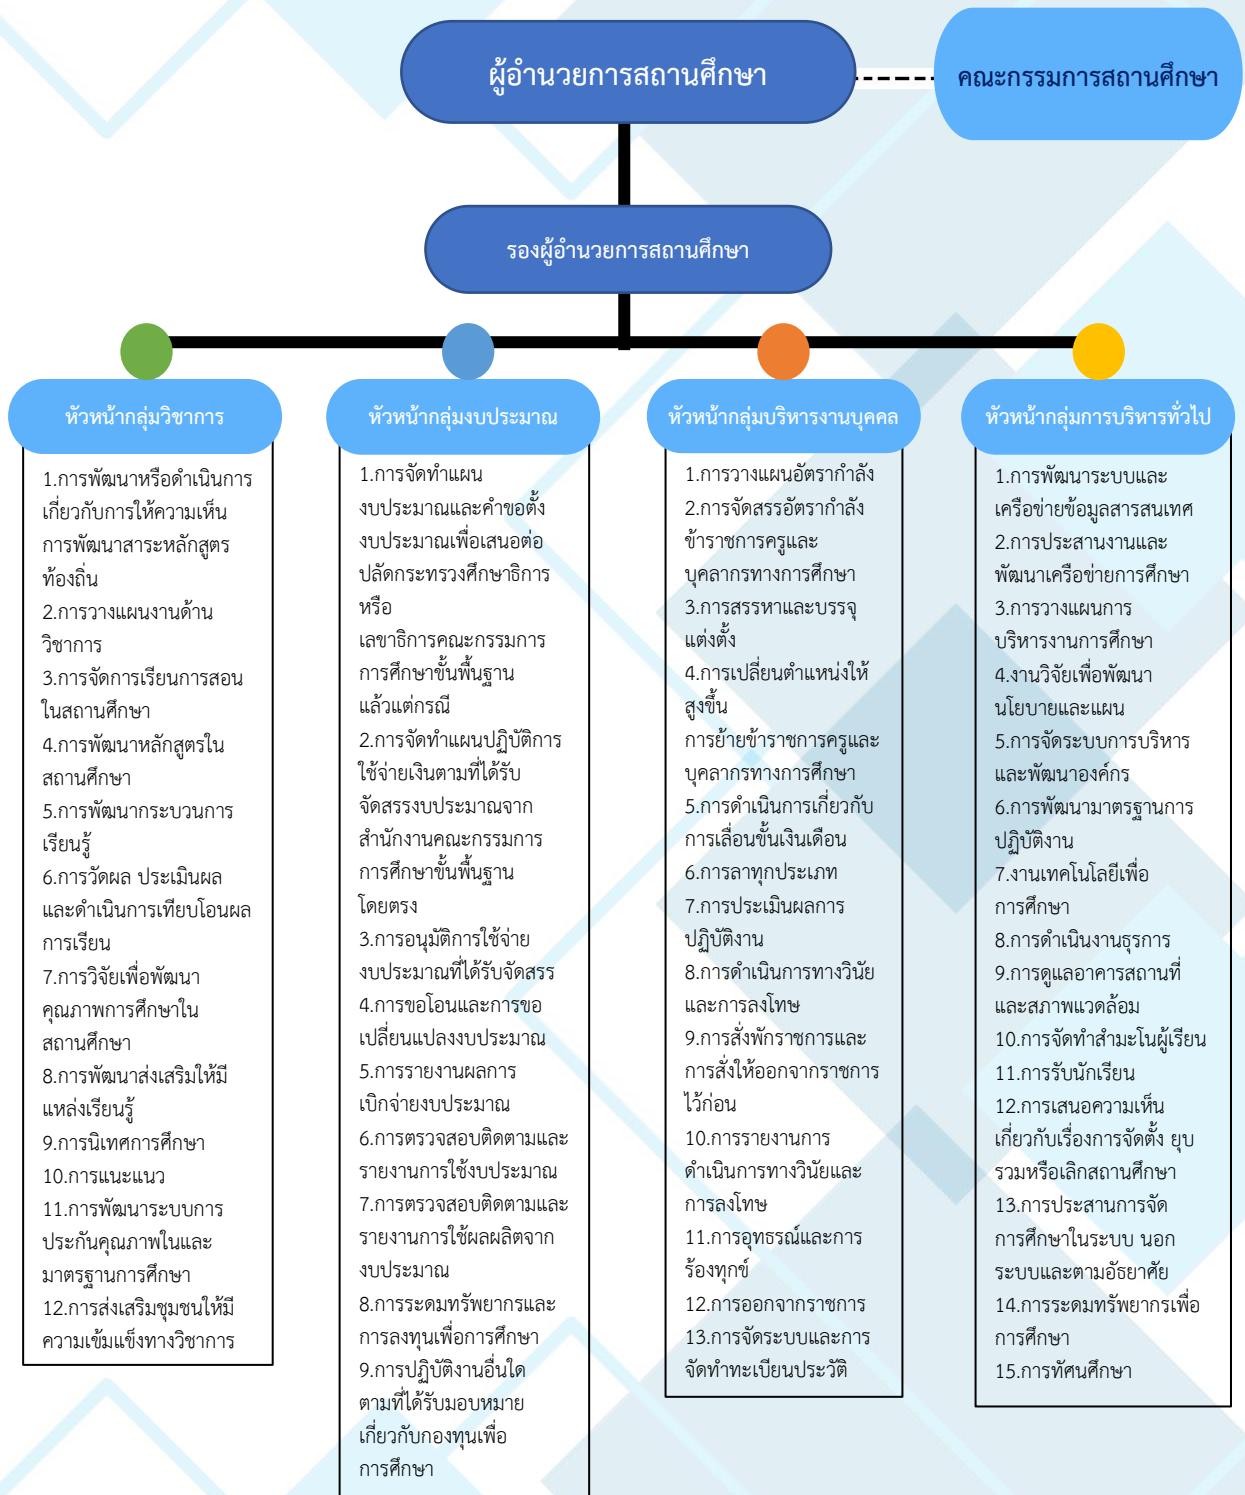 ผู้อำนวยการสถานศึกษา
คณะกรรมการสถานศึกษา
รองผู้อำนวยการสถานศึกษา
หัวหน้ากลุ่มวิชาการ
1.การพัฒนาหรือดำเนินการ
เกี่ยวกับการให้ความเห็น
การพัฒนาสาระหลักสูตร
ท้องถิ่น
2.การวางแผนงานด้าน
วิชาการ
3.การจัดการเรียนการสอน
ในสถานศึกษา
4.การพัฒนาหลักสูตรใน
สถานศึกษา
5.การพัฒนากระบวนการ
เรียนรู้
6.การวัดผล ประเมินผล
และดำเนินการเทียบโอนผล
การเรียน
7.การวิจัยเพื่อพัฒนา
คุณภาพการศึกษาใน
สถานศึกษา
8.การพัฒนาส่งเสริมให้มี
แหล่งเรียนรู้
9.การนิเทศการศึกษา
10.การแนะแนว
11.การพัฒนาระบบการ
ประกันคุณภาพในและ
มาตรฐานการศึกษา
12.การส่งเสริมชุมชนให้มี
ความเข้มแข็งทางวิชาการ
หัวหน้ากลุ่มงบประมาณ
1.การจัดทำแผน
งบประมาณและคำขอตั้ง
งบประมาณเพื่อเสนอต่อ
ปลัดกระทรวงศึกษาธิการ
หรือ
เลขาธิการคณะกรรมการ
การศึกษาขั้นพื้นฐาน
แล้วแต่กรณี
2.การจัดทำแผนปฏิบัติการ
ใช้จ่ายเงินตามที่ได้รับ
จัดสรรงบประมาณจาก
สำนักงานคณะกรรมการ
การศึกษาขั้นพื้นฐาน
โดยตรง
3.การอนุมัติการใช้จ่าย
งบประมาณที่ได้รับจัดสรร
4.การขอโอนและการขอ
เปลี่ยนแปลงงบประมาณ
5.การรายงานผลการ
เบิกจ่ายงบประมาณ
6.การตรวจสอบติดตามและ
รายงานการใช้งบประมาณ
7.การตรวจสอบติดตามและ
รายงานการใช้ผลผลิตจาก
งบประมาณ
8.การระดมทรัพยากรและ
การลงทุนเพื่อการศึกษา
9.การปฏิบัติงานอื่นใด
ตามที่ได้รับมอบหมาย
เกี่ยวกับกองทุนเพื่อ
การศึกษา
หัวหน้ากลุ่มบริหารงานบุคคล
1.การวางแผนอัตรากำลัง
2.การจัดสรรอัตรากำลัง
ข้าราชการครูและ
บุคลากรทางการศึกษา
3.การสรรหาและบรรจุ
แต่งตั้ง
4.การเปลี่ยนตำแหน่งให้
สูงขึ้น
การย้ายข้าราชการครูและ
บุคลากรทางการศึกษา
5.การดำเนินการเกี่ยวกับ
การเลื่อนขั้นเงินเดือน
6.การลาทุกประเภท
7.การประเมินผลการ
ปฏิบัติงาน
8.การดำเนินการทางวินัย
และการลงโทษ
9.การสั่งพักราชการและ
การสั่งให้ออกจากราชการ
ไว้ก่อน
10.การรายงานการ
ดำเนินการทางวินัยและ
การลงโทษ
11.การอุทธรณ์และการ
ร้องทุกข์
12.การออกจากราชการ
13.การจัดระบบและการ
จัดทำทะเบียนประวัติ
หัวหน้ากลุ่มการบริหารทั่วไป
1.การพัฒนาระบบและ
เครือข่ายข้อมูลสารสนเทศ
2.การประสานงานและ
พัฒนาเครือข่ายการศึกษา
3.การวางแผนการ
บริหารงานการศึกษา
4.งานวิจัยเพื่อพัฒนา
นโยบายและแผน
5.การจัดระบบการบริหาร
และพัฒนาองค์กร
6.การพัฒนามาตรฐานการ
ปฏิบัติงาน
7.งานเทคโนโลยีเพื่อ
การศึกษา
8.การดำเนินงานธุรการ
9.การดูแลอาคารสถานที่
และสภาพแวดล้อม
10.การจัดทำสำมะโนผู้เรียน
11.การรับนักเรียน
12.การเสนอความเห็น
เกี่ยวกับเรื่องการจัดตั้ง ยุบ
รวมหรือเลิกสถานศึกษา
13.การประสานการจัด
การศึกษาในระบบ นอก
ระบบและตามอัธยาศัย
14.การระดมทรัพยากรเพื่อ
การศึกษา
15.การทัศนศึกษา